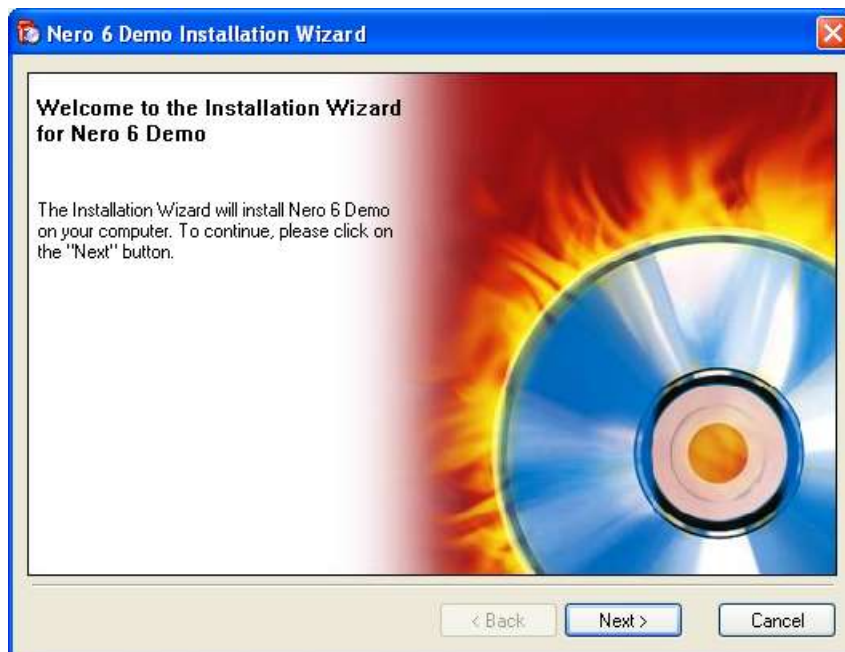 Nero 6 Demo Installation Wizard
Welcome to the Installation Wizard
for Nero 6 Demo
The Installation Wizard will install Nero 6 Demo
on your computer. To continue, please click on
the "Next" button.
< Back
Next >
Cancel